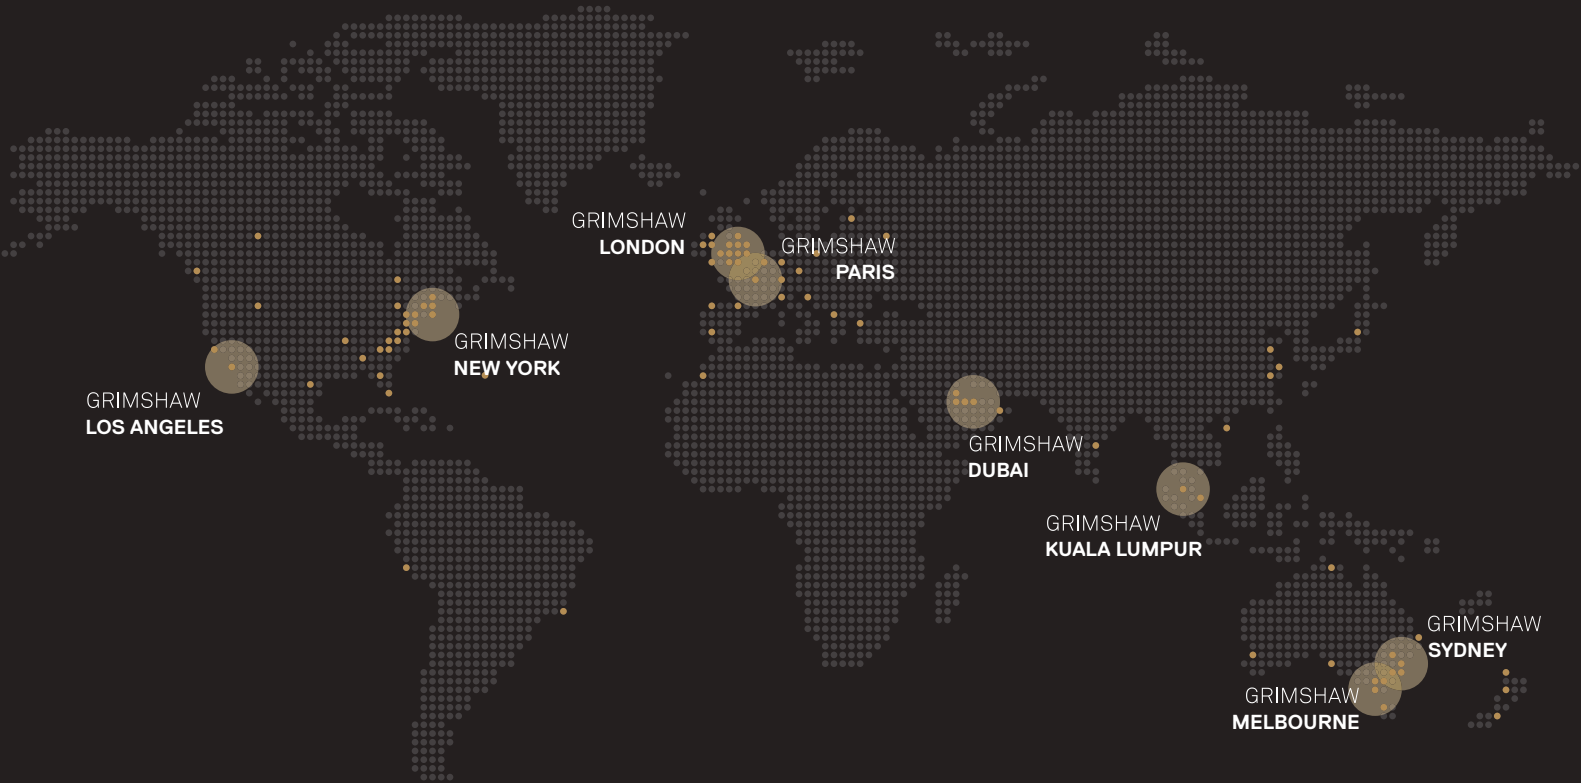 GRIMSHAW
LONDON
GRIMSHAW
PARIS
GRIMSHAW
NEW YORK
GRIMSHAW
LOS ANGELES
GRIMSHAW
DUBAI
GRIMSHAW
KUALA LUMPUR
GRIMSHAW
SYDNEY
GRIMSHAW
MELBOURNE